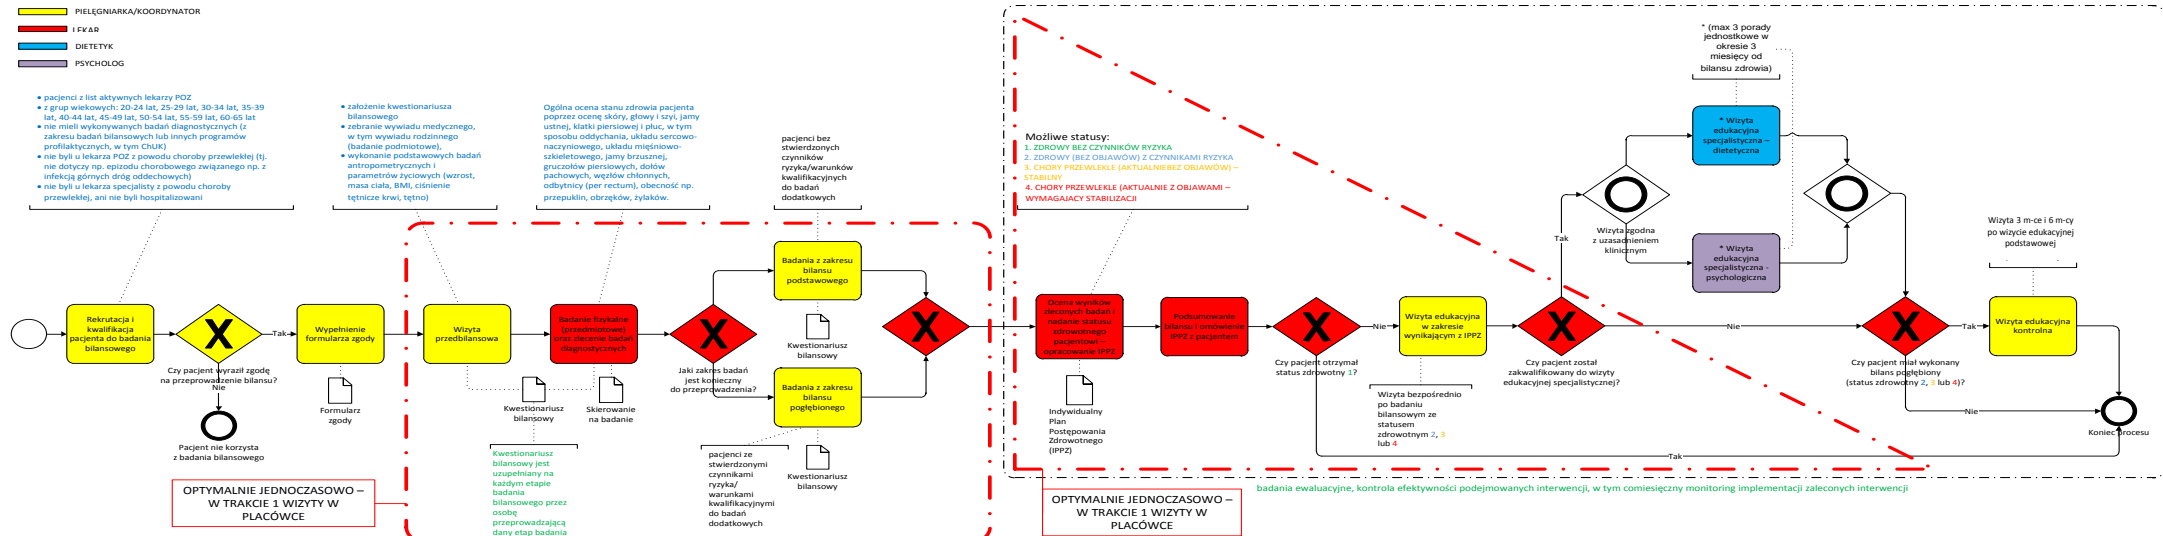 PIELĘGNIARKA/KOORDYNATOR
LEKAR
DIETETYK
PSYCHOLOG
• pacjenci z list aktywnych lekarzy POZ
• z grup wiekowych: 20-24 lat, 25-29 lat, 30-34 lat, 35-39
lat, 40-44 lat, 45-49 lat, 50-54 lat, 55-59 lat, 60-65 lat
• nie mieli wykonywanych badań diagnostycznych (z
zakresu badań bilansowych lub innych programów
profilaktycznych, w tym ChUK)
• nie byli u lekarza POZ z powodu choroby przewlekłej (tj.
nie dotyczy np. epizodu chorobowego związanego np. z
infekcją górnych dróg oddechowych)
• nie byli u lekarza specjalisty z powodu choroby
przewlekłej, ani nie byli hospitalizowani
• założenie kwestionariusza
bilansowego
• zebranie wywiadu medycznego,
w tym wywiadu rodzinnego
(badanie podmiotowe),
• wykonanie podstawowych badań
antropometrycznych i
parametrów życiowych (wzrost,
masa ciała, BMI, ciśnienie
tętnicze krwi, tętno)
Ogólna ocena stanu zdrowia pacjenta
poprzez ocenę skóry, głowy i szyi, jamy
ustnej, klatki piersiowej i płuc, w tym
sposobu oddychania, układu sercowo-
naczyniowego, układu mięśniowo-
szkieletowego, jamy brzusznej,
gruczołów piersiowych, dołów
pachowych, węzłów chłonnych,
odbytnicy (per rectum), obecność np.
przepuklin, obrzęków, żylaków.
pacjenci bez
stwierdzonych
czynników
ryzyka/warunków
kwalifikacyjnych
do badań
dodatkowych
Możliwe statusy:
1. ZDROWY BEZ CZYNNIKÓW RYZYKA
2. ZDROWY (BEZ OBJAWÓW) Z CZYNNIKAMI RYZYKA
3. CHORY PRZEWLEKLE (AKTUALNIEBEZ OBJAWÓW) –
STABILNY
4. CHORY PRZEWLEKLE (AKTUALNIE Z OBJAWAMI –
WYMAGAJACY STABILIZACJI
* (max 3 porady
jednostkowe w
okresie 3
miesięcy od
bilansu zdrowia)
* Wizyta
edukacyjna
specjalistyczna –
dietetyczna
Wizyta zgodna
z uzasadnieniem
klinicznym
* Wizyta
edukacyjna
specjalistyczna -
psychologiczna
Wizyta 3 m-ce i 6 m-cy
po wizycie edukacyjnej
podstawowej
Rekrutacja i
kwalifikacja
pacjenta do badania
bilansowego
X
Tak
Czy pacjent wyraził zgodę
na przeprowadzenie bilansu?
Nie
Pacjent nie korzysta
z badania bilansowego
Wypełnienie
formularza zgody
Formularz
zgody
Wizyta
przedbilansowa
Badanie fizykalne
(przedmiotowe)
oraz zlecenie badań
diagnostycznych
Kwestionariusz
bilansowy
Skierowanie
na badanie
Kwestionariusz
bilansowy jest
uzupełniany na
każdym etapie
badania
bilansowego przez
osobę
przeprowadzającą
dany etap badania
X
Jaki zakres badań
jest konieczny
do przeprowadzenia?
Badania z zakresu
bilansu
podstawowego
Kwestionariusz
bilansowy
Badania z zakresu
bilansu
pogłębionego
Kwestionariusz
bilansowy
pacjenci ze
stwierdzonymi
czynnikami
ryzyka/
warunkami
kwalifikacyjnymi
do badań
dodatkowych
X
OPTYMALNIE JEDNOCZASOWO –
W TRAKCIE 1 WIZYTY W
PLACÓWCE
Ocena wyników
zleconych badań i
nadanie statusu
zdrowotnego
pacjentowi –
opracowanie IPPZ
Indywidualny
Plan
Postępowania
Zdrowotnego
(IPPZ)
Podsumowanie
bilansu i omówienie
IPPZ z pacjentem
X
Czy pacjent otrzymał
status zdrowotny 1?
Nie
Tak
Wizyta edukacyjna
w zakresie
wynikającym z IPPZ
Wizyta bezpośrednio
po badaniu
bilansowym ze
statusem
zdrowotnym 2, 3
lub 4
X
Tak
Nie
Czy pacjent został
zakwalifikowany do wizyty
edukacyjnej specjalistycznej?
X
Tak
Czy pacjent miał wykonany
bilans pogłębiony
(status zdrowotny 2, 3 lub 4)?
Nie
Wizyta edukacyjna
kontrolna
Koniec procesu
OPTYMALNIE JEDNOCZASOWO –
W TRAKCIE 1 WIZYTY W
PLACÓWCE
badania ewaluacyjne, kontrola efektywności podejmowanych interwencji, w tym comiesięczny monitoring implementacji zaleconych interwencji